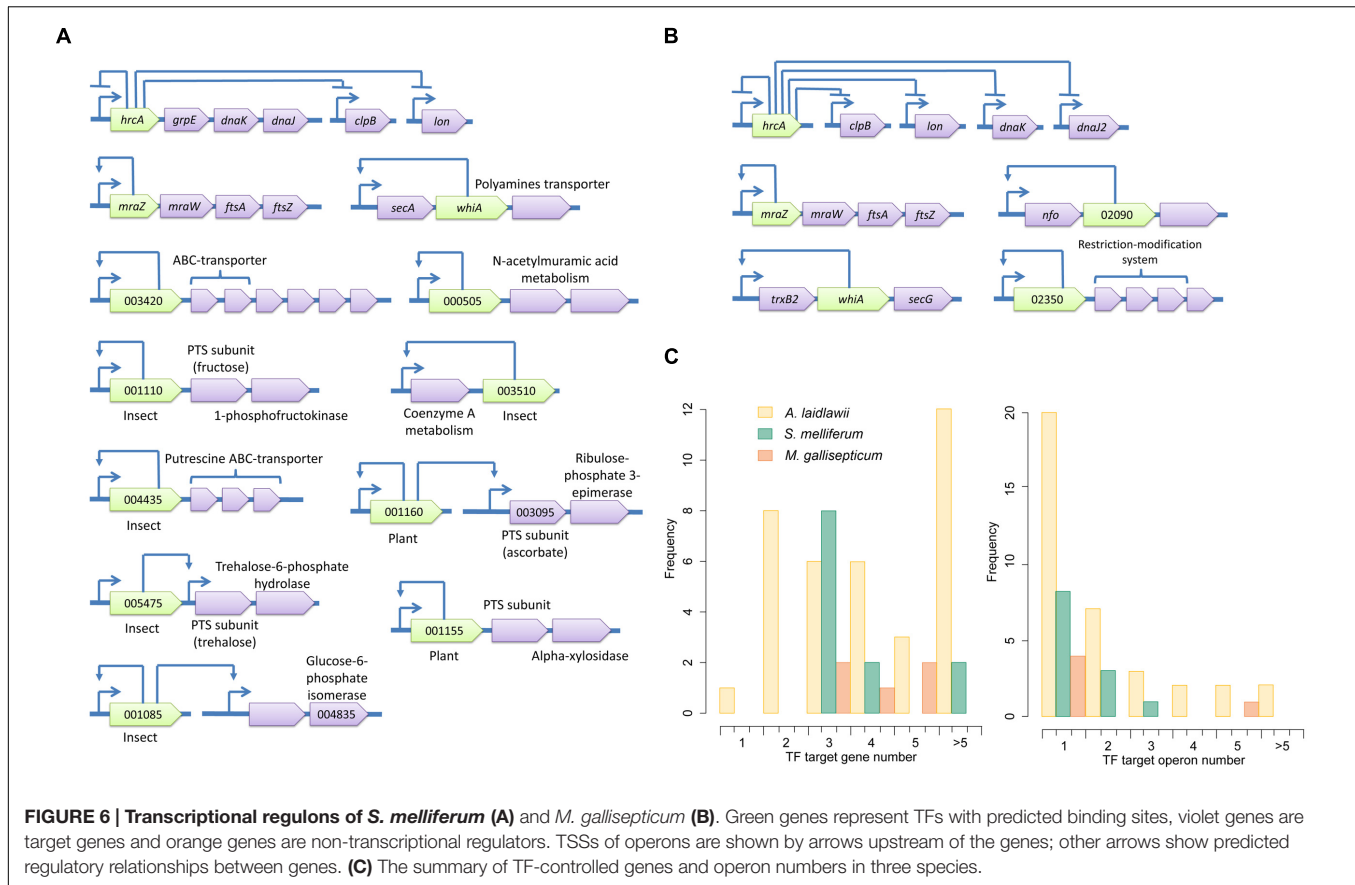 A
hrcA grpE dnaK dnaJ clpB lon
mraZ mraW ftsA ftsZ
Polyamines transporter
secA whiA
ABC-transporter
003420
N-acetylmuramic acid
metabolism
000505
PTS subunit
(fructose)
001110
Insect
1-phosphofructokinase
003510
Coenzyme A
metabolism
Insect
Putrescine ABC-transporter
004435
Insect
Ribulose-
phosphate 3-
epimerase
001160 003095
Plant
PTS subunit
(ascorbate)
Trehalose-6-phosphate
hydrolase
005475
Insect
PTS subunit
(trehalose)
PTS subunit
001155
Plant
Alpha-xylosidase
Glucose-6-
phosphate
isomerase
001085 004835
Insect
B
hrcA clpB lon dnaK dnaJ2
mraZ mraW ftsA ftsZ
nfo 02090
trxB2 whiA secG
Restriction-modification
system
02350
C
A. laidlawii
S. melliferum
M. gallisepticum
Frequency
12
10
8
6
4
2
0
1 2 3 4 5 >5
TF target gene number
Frequency
20
15
10
5
0
1 2 3 4 5 >5
TF target operon number
FIGURE 6 | Transcriptional regulons of S. melliferum (A) and M. gallisepticum (B). Green genes represent TFs with predicted binding sites, violet genes are
target genes and orange genes are non-transcriptional regulators. TSSs of operons are shown by arrows upstream of the genes; other arrows show predicted
regulatory relationships between genes. (C) The summary of TF-controlled genes and operon numbers in three species.